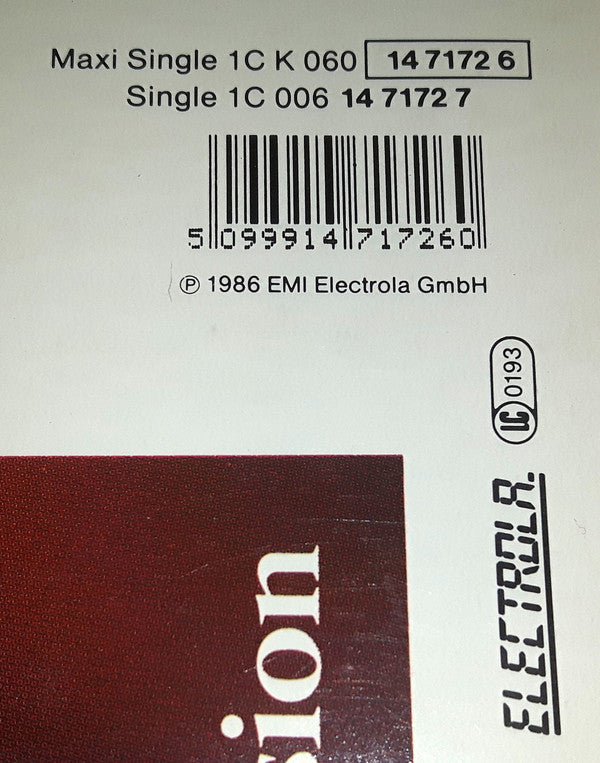 Maxi Single 1C K 060 14 7172 6
Single 1C 006 14 7172 7
5 099914 717260
℗ 1986 EMI Electrola GmbH
LC 0193
ELECTROLA.
sion